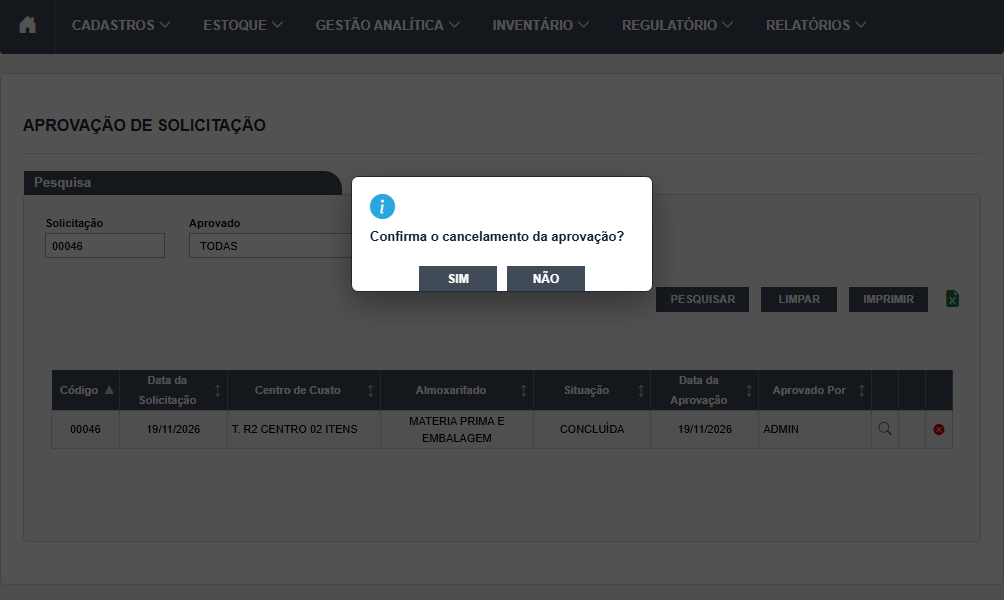 CADASTROS ESTOQUE GESTÃO ANALÍTICA INVENTÁRIO REGULATÓRIO RELATÓRIOS
APROVAÇÃO DE SOLICITAÇÃO
Pesquisa
Solicitação Aprovado
00046 TODAS
Confirma o cancelamento da aprovação?
SIM NÃO
PESQUISAR LIMPAR IMPRIMIR
Código Data da Solicitação Centro de Custo Almoxarifado Situação Data da Aprovação Aprovado Por
00046 19/11/2026 T. R2 CENTRO 02 ITENS MATERIA PRIMA E EMBALAGEM CONCLUÍDA 19/11/2026 ADMIN